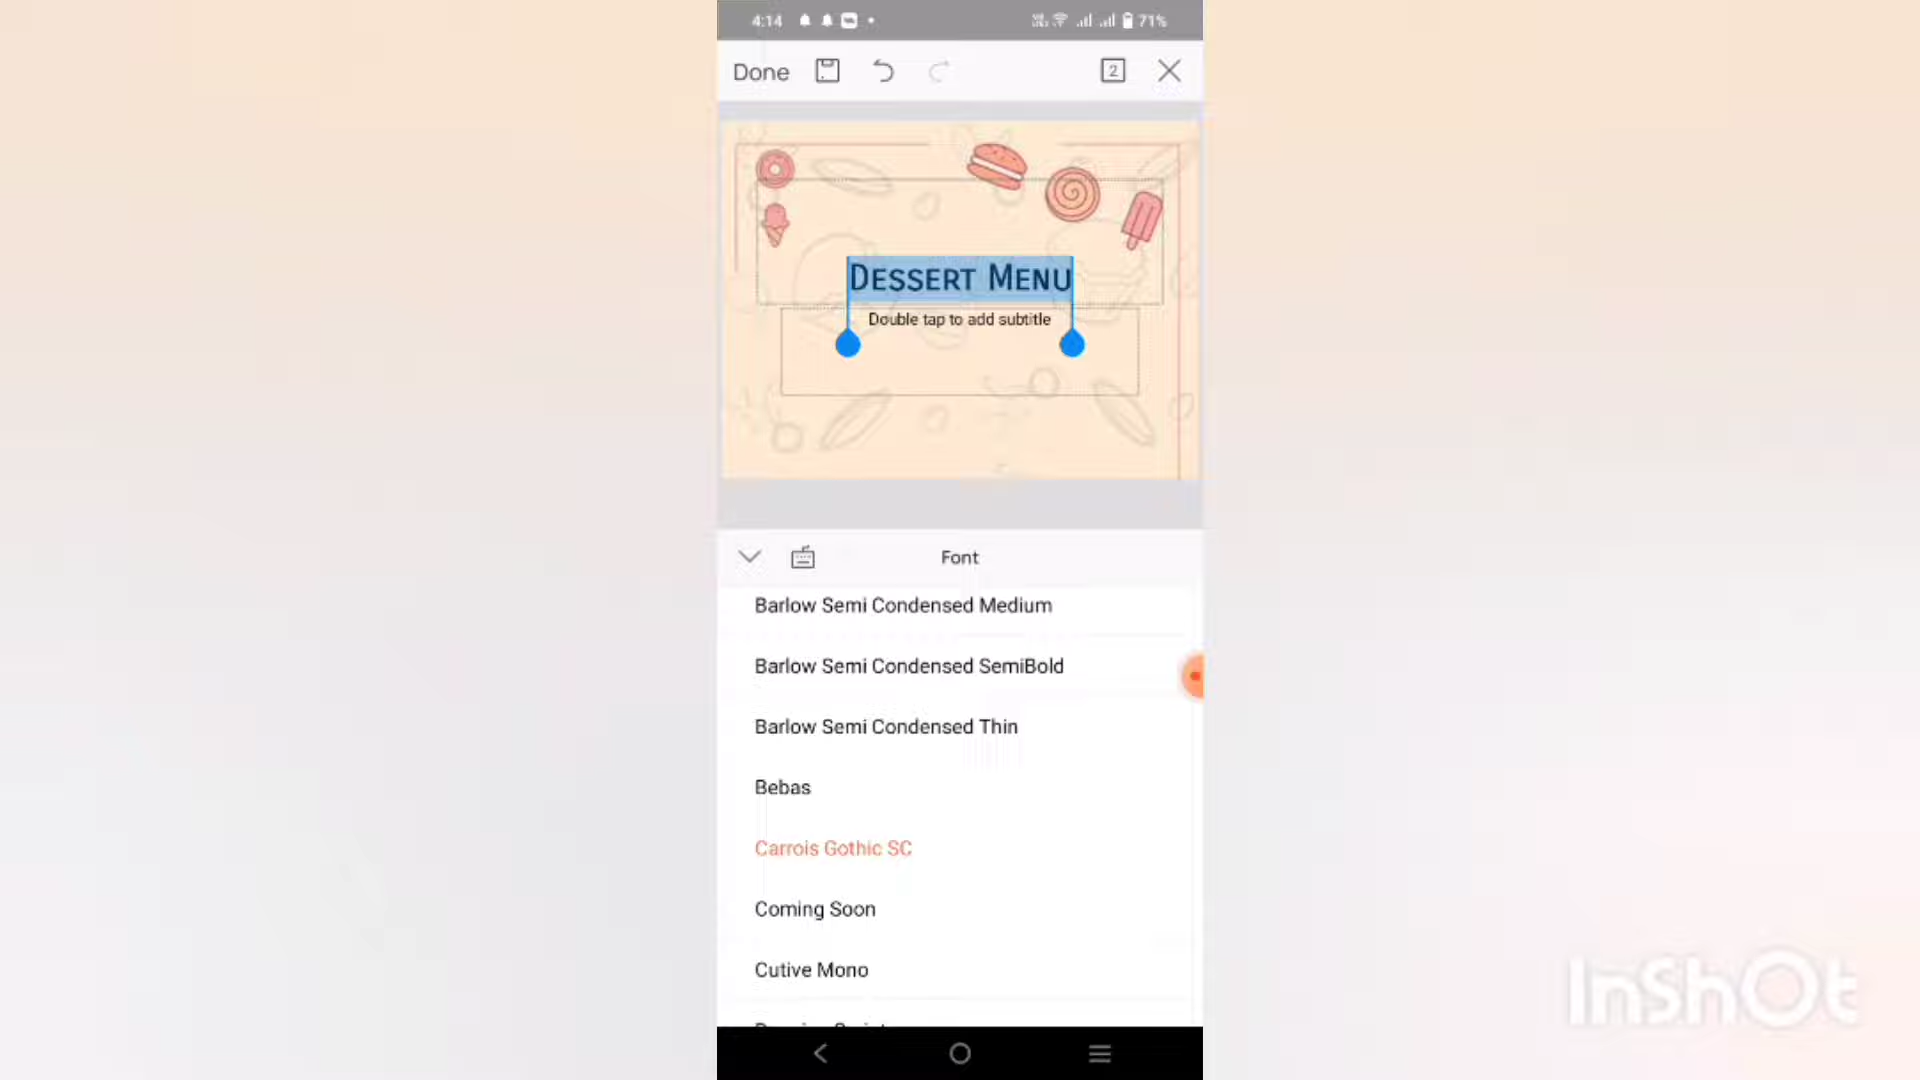 4:14
71%
Done
2
Dessert Menu
Double tap to add subtitle
Font
Barlow Semi Condensed Medium
Barlow Semi Condensed SemiBold
Barlow Semi Condensed Thin
Bebas
Carrois Gothic SC
Coming Soon
Cutive Mono
InShOt